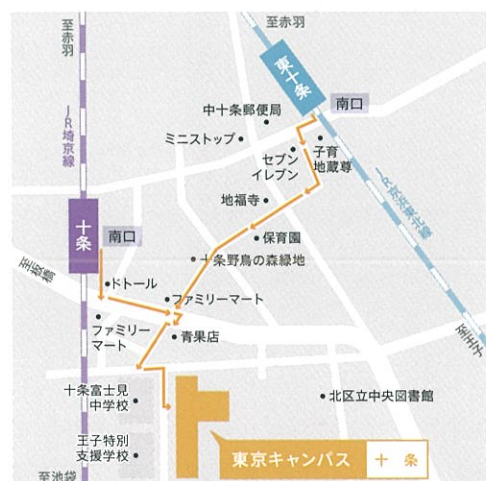 至赤羽
至赤羽
東十条
南口
中十条郵便局
ミニストップ
セブン
イレブン
子育
地蔵尊
JR埼京線
JR京浜東北線
地福寺
十条
南口
保育園
十条野鳥の森緑地
至板橋
ドトール
ファミリーマート
ファミリー
マート
青果店
至王子
十条富士見
中学校
北区立中央図書館
王子特別
支援学校
東京キャンパス
十 条
至池袋